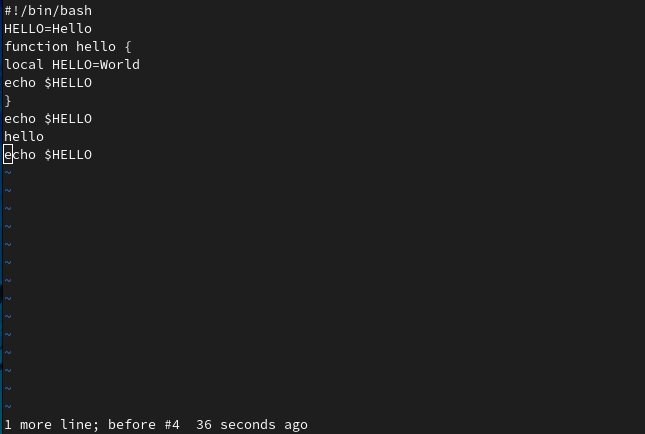 #!/bin/bash
HELLO=Hello
function hello {
local HELLO=World
echo $HELLO
}
echo $HELLO
hello
echo $HELLO
~
~
~
~
~
~
~
~
~
~
~
~
~
~
1 more line; before #4  36 seconds ago